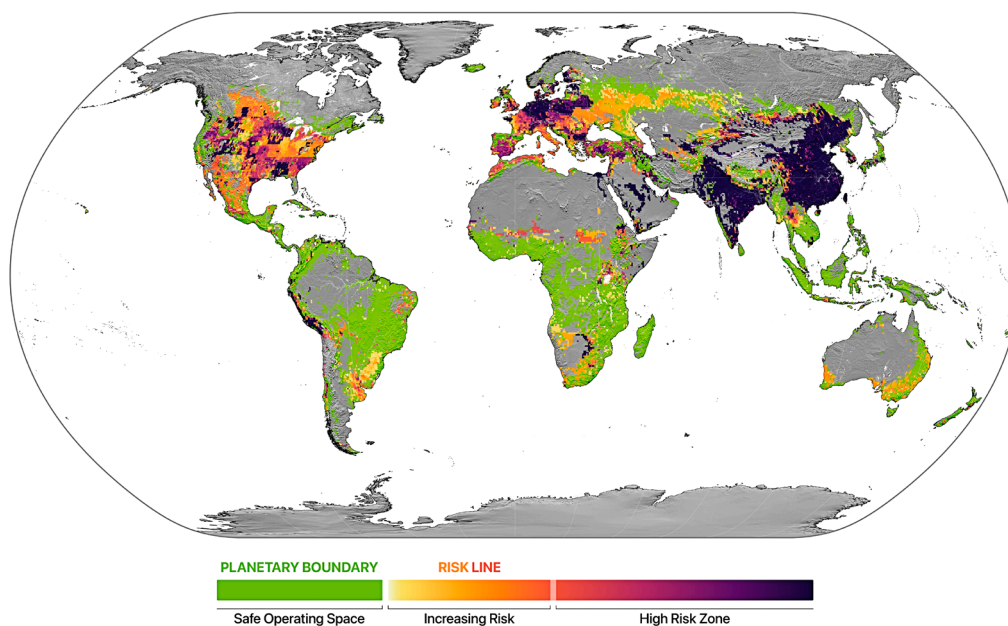 PLANETARY BOUNDARY RISK LINE
Safe Operating Space Increasing Risk High Risk Zone